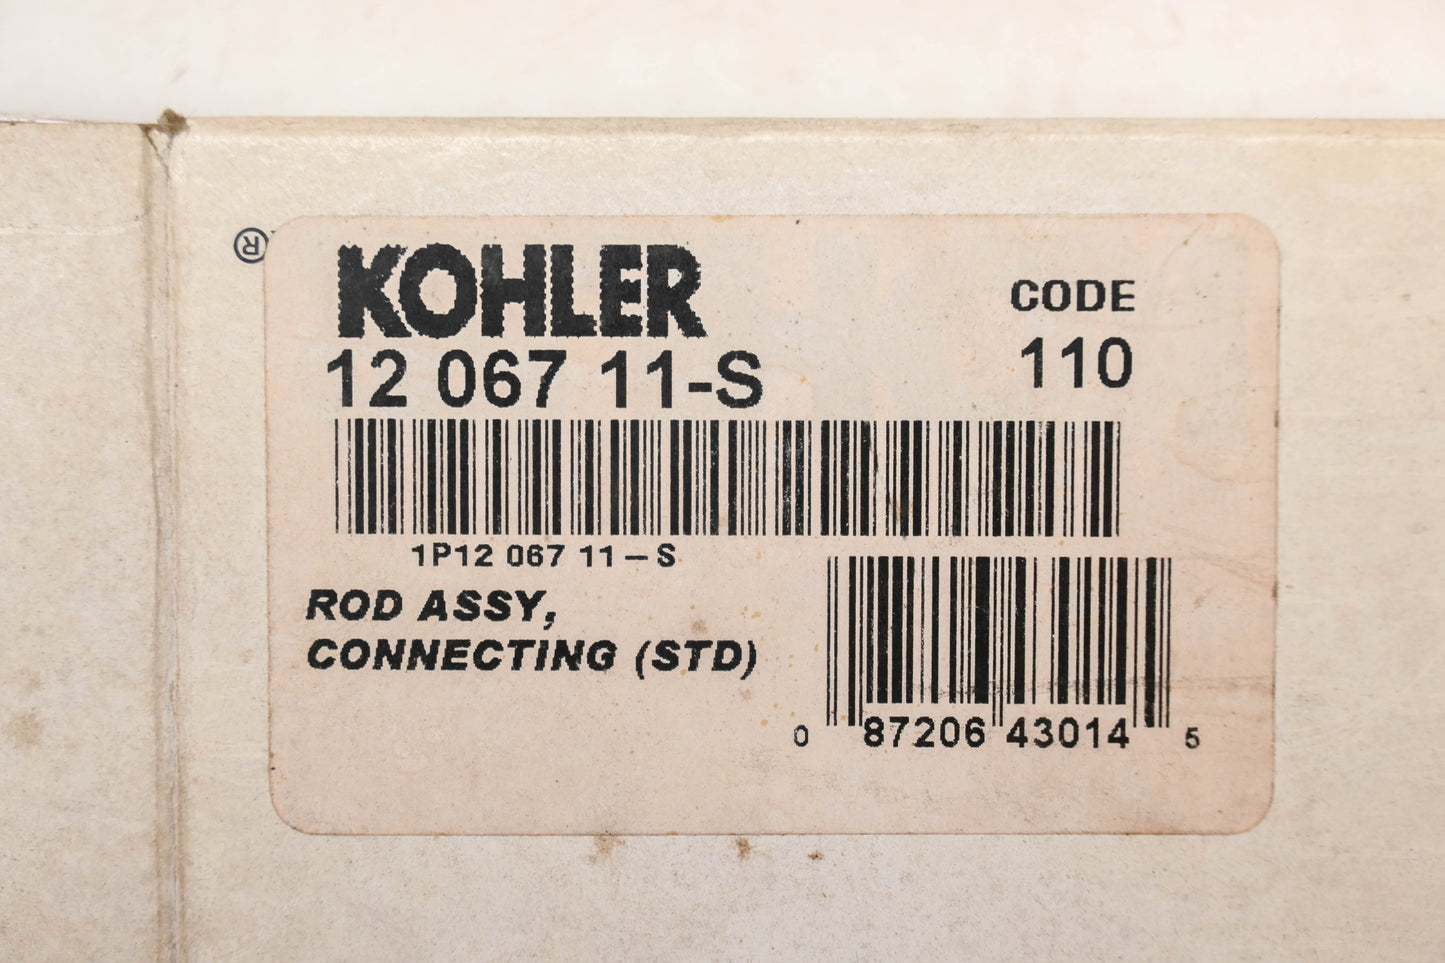 ®
KOHLER
CODE
12 067 11-S
110
1P12 067 11-S
ROD ASSY,
CONNECTING (STD)
0 87206 43014 5